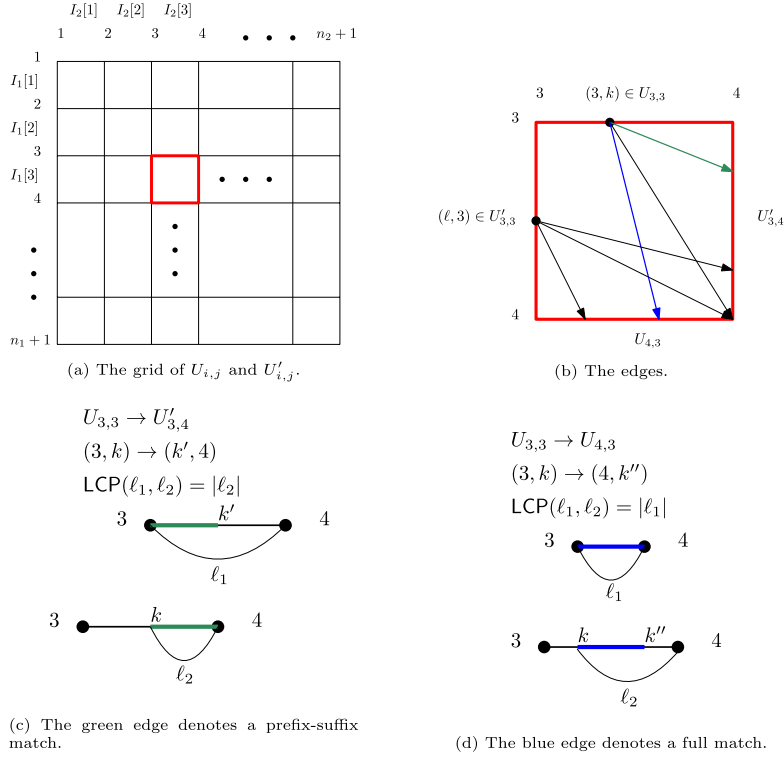 I₂[1] I₂[2] I₂[3]
1 2 3 4 • • • n₂ + 1
1
I₁[1]
2
I₁[2]
3
I₁[3] • • •
4
n₁ + 1
(a) The grid of Uᵢ,ⱼ and U′ᵢ,ⱼ.
3 (3, k) ∈ U₃,₃ 4
3
(ℓ, 3) ∈ U′₃,₃ U′₃,₄
4
U₄,₃
(b) The edges.
U₃,₃ → U′₃,₄
(3, k) → (k′, 4)
LCP(ℓ₁, ℓ₂) = |ℓ₂|
3 k′ 4
ℓ₁
3 k 4
ℓ₂
(c) The green edge denotes a prefix-suffix
match.
U₃,₃ → U₄,₃
(3, k) → (4, k″)
LCP(ℓ₁, ℓ₂) = |ℓ₁|
3 4
ℓ₁
3 k k″ 4
ℓ₂
(d) The blue edge denotes a full match.